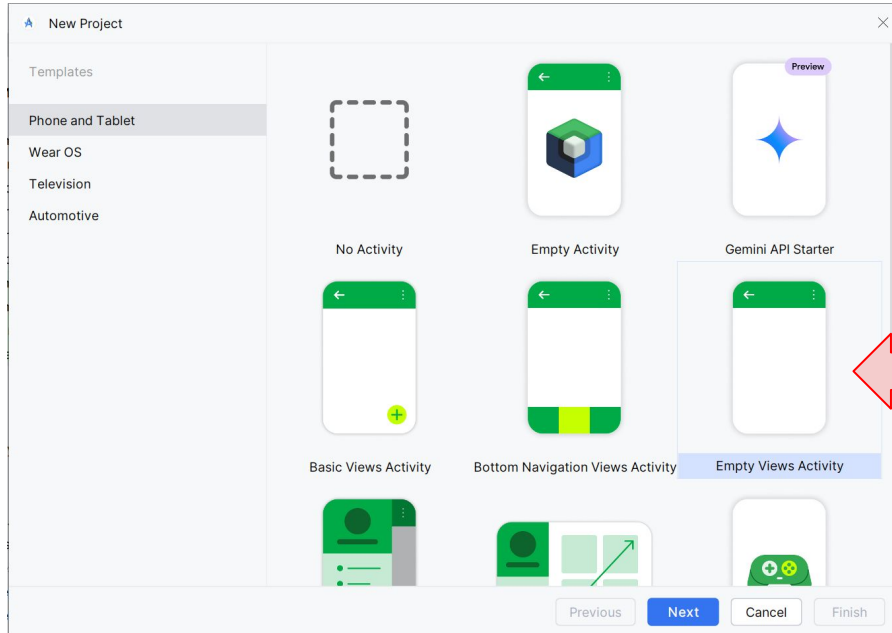 New Project
Templates
Phone and Tablet
Wear OS
Television
Automotive
Preview
No Activity
Empty Activity
Gemini API Starter
Basic Views Activity
Bottom Navigation Views Activity
Empty Views Activity
Previous
Next
Cancel
Finish